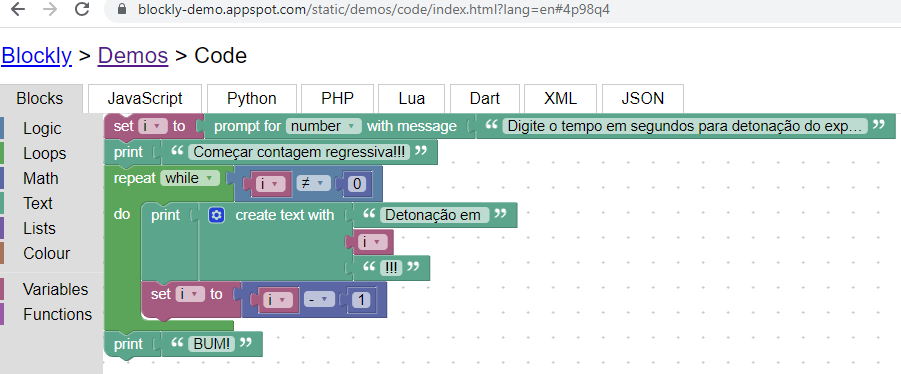 blockly-demo.appspot.com/static/demos/code/index.html?lang=en#4p98q4
Blockly > Demos > Code
Blocks JavaScript Python PHP Lua Dart XML JSON
Logic
Loops
Math
Text
Lists
Colour
Variables
Functions
set i to prompt for number with message “ Digite o tempo em segundos para detonação do exp... ”
print “ Começar contagem regressiva!!! ”
repeat while i ≠ 0
do print create text with “ Detonação em ”
i
“ !!! ”
set i to i - 1
print “ BUM! ”